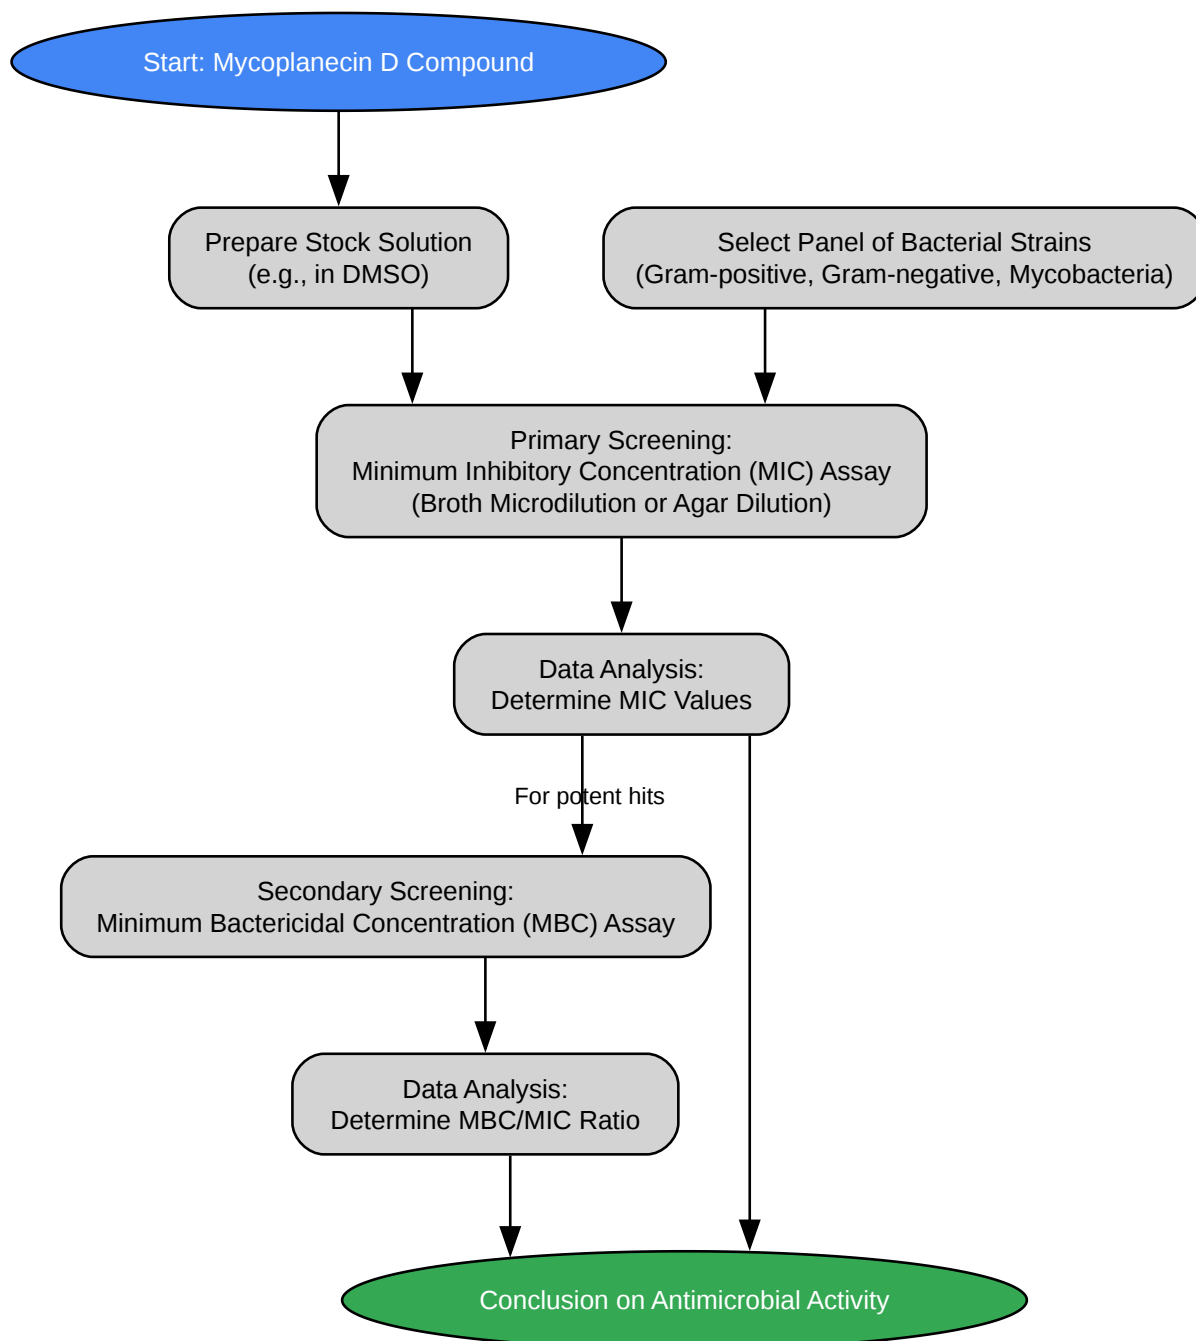 Start: Mycoplanecin D Compound
Prepare Stock Solution
(e.g., in DMSO)
Select Panel of Bacterial Strains
(Gram-positive, Gram-negative, Mycobacteria)
Primary Screening:
Minimum Inhibitory Concentration (MIC) Assay
(Broth Microdilution or Agar Dilution)
Data Analysis:
Determine MIC Values
For potent hits
Secondary Screening:
Minimum Bactericidal Concentration (MBC) Assay
Data Analysis:
Determine MBC/MIC Ratio
Conclusion on Antimicrobial Activity